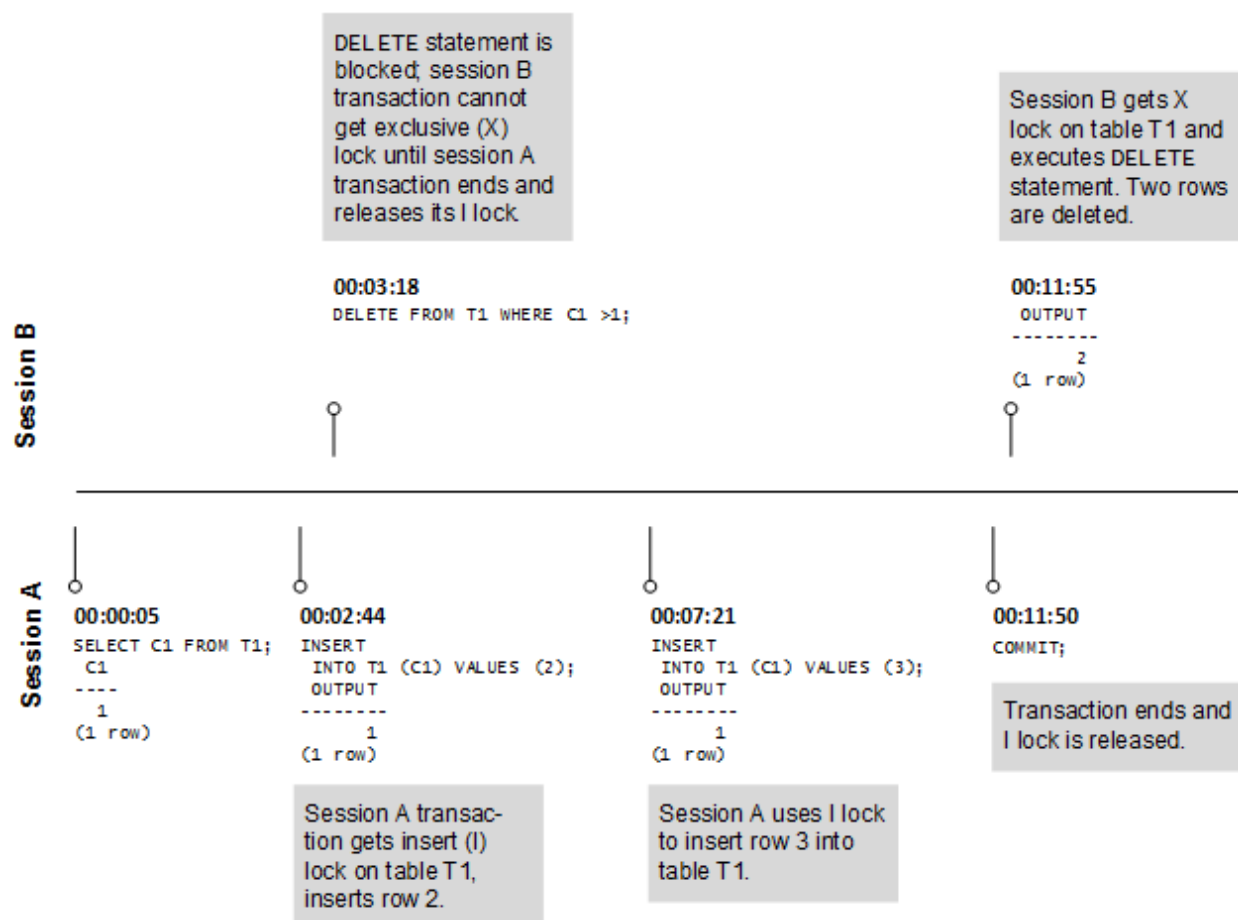 DELETE statement is
blocked; session B
transaction cannot
get exclusive (X)
lock until session A
transaction ends and
releases its I lock.
Session B gets X
lock on table T1 and
executes DELETE
statement. Two rows
are deleted.
Session B
00:03:18
DELETE FROM T1 WHERE C1 >1;
00:11:55
OUTPUT
--------
2
(1 row)
Session A
00:00:05
SELECT C1 FROM T1;
C1
----
1
(1 row)
00:02:44
INSERT
INTO T1 (C1) VALUES (2);
OUTPUT
--------
1
(1 row)
Session A transac-
tion gets insert (I)
lock on table T1,
inserts row 2.
00:07:21
INSERT
INTO T1 (C1) VALUES (3);
OUTPUT
--------
1
(1 row)
Session A uses I lock
to insert row 3 into
table T1.
00:11:50
COMMIT;
Transaction ends and
I lock is released.